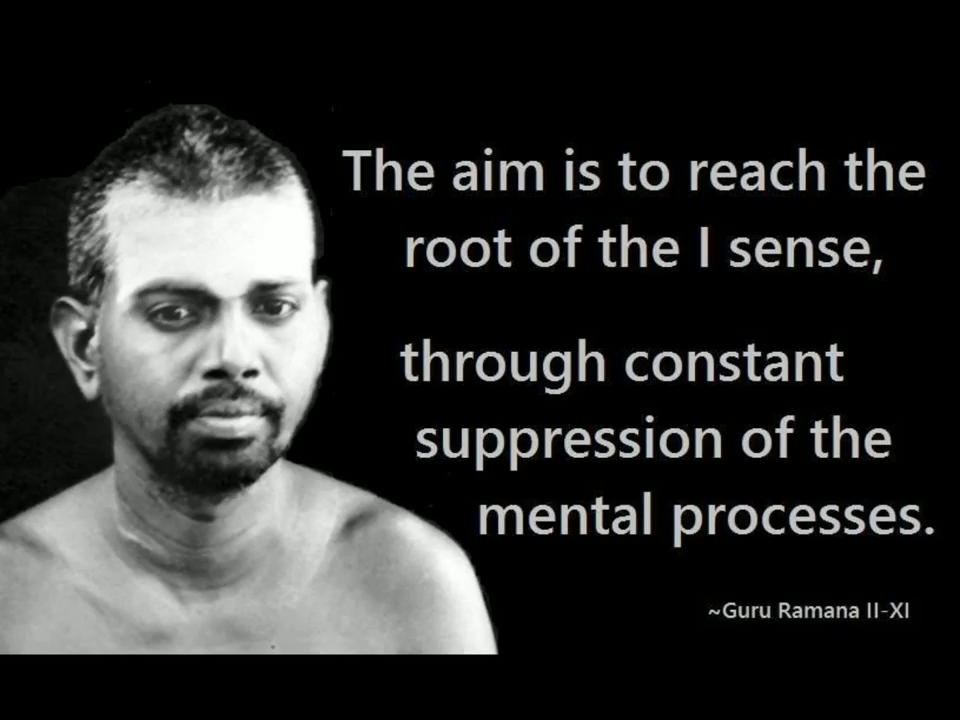 The aim is to reach the
root of the I sense,
through constant
suppression of the
mental processes.
~Guru Ramana II-XI